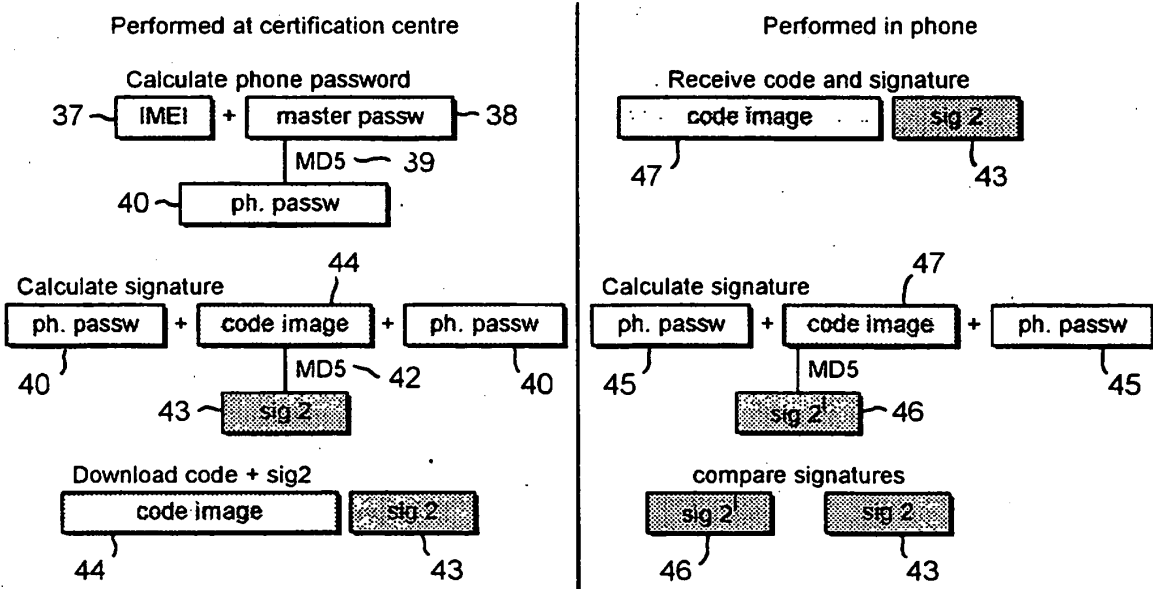 Performed at certification centre
Calculate phone password
37 IMEI + master passw 38
MD5 39
40 ph. passw
44
Calculate signature
ph. passw + code image + ph. passw
40 MD5 42 40
43 sig 2
Download code + sig2
code image sig 2
44 43
Performed in phone
Receive code and signature
code image sig 2
47 43
47
Calculate signature
ph. passw + code image + ph. passw
45 MD5 45
sig 2' 46
compare signatures
sig 2' sig 2
46 43